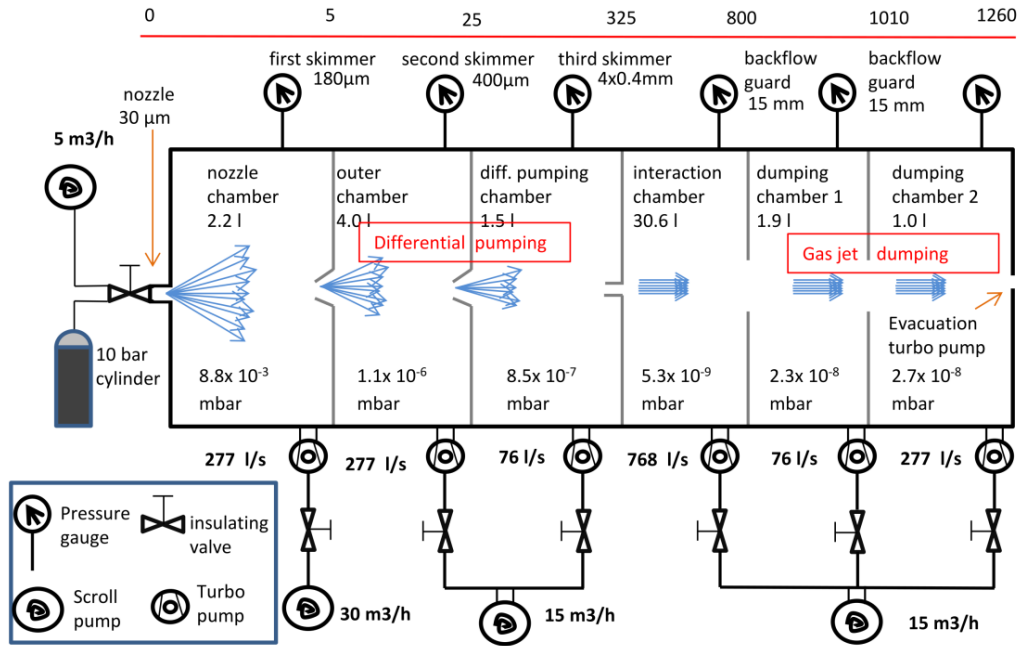 0 5 25 325 800 1010 1260
first skimmer
180µm
second skimmer
400µm
third skimmer
4x0.4mm
backflow
guard
15 mm
backflow
guard
15 mm
nozzle
30 µm
5 m3/h
nozzle
chamber
2.2 l
outer
chamber
4.0 l
diff. pumping
chamber
1.5 l
interaction
chamber
30.6 l
dumping
chamber 1
1.9 l
dumping
chamber 2
1.0 l
Differential pumping
Gas jet dumping
Evacuation
turbo pump
10 bar
cylinder
8.8x 10⁻³
mbar
1.1x 10⁻⁶
mbar
8.5x 10⁻⁷
mbar
5.3x 10⁻⁹
mbar
2.3x 10⁻⁸
mbar
2.7x 10⁻⁸
mbar
277 l/s
277 l/s
76 l/s
768 l/s
76 l/s
277 l/s
Pressure
gauge
insulating
valve
Scroll
pump
Turbo
pump
30 m3/h
15 m3/h
15 m3/h